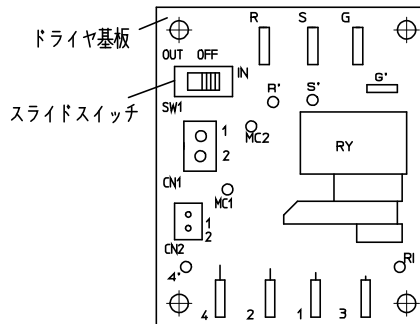 ドライヤ基板
R S G
OUT OFF
IN
G'
スライドスイッチ
R' S'
SW1
1
MC2
2
RY
CN1
MC1
1
2
CN2
R1
4'
4 2 1 3